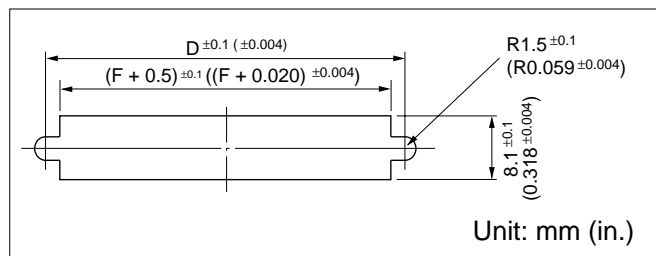 D ±0.1 (±0.004)
(F + 0.5) ±0.1 ((F + 0.020) ±0.004)
R1.5 ±0.1
(R0.059 ±0.004)
8.1 ±0.1
(0.318 ±0.004)
Unit: mm (in.)